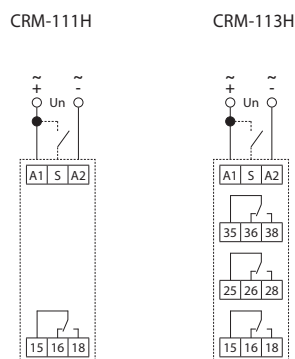 CRM-111H CRM-113H
~ ~ ~ ~
+ - + -
Un Un
A1 S A2 A1 S A2
35 36 38
25 26 28
15 16 18 15 16 18